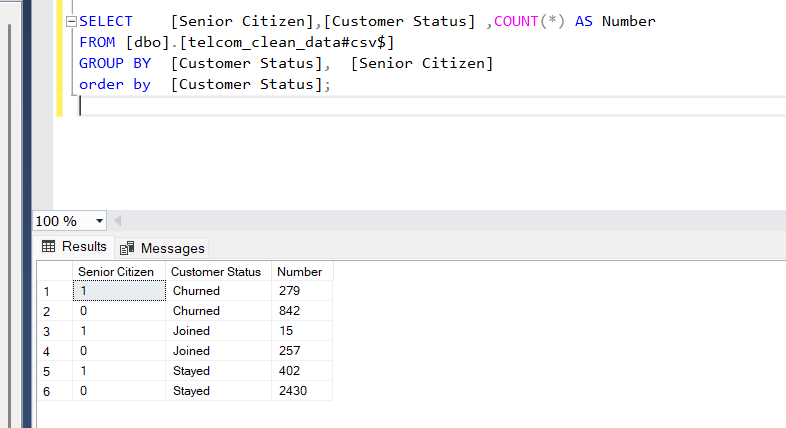 SELECT [Senior Citizen],[Customer Status] ,COUNT(*) AS Number
FROM [dbo].[telcom_clean_data#csv$]
GROUP BY [Customer Status], [Senior Citizen]
order by [Customer Status];
100 %
Results Messages
Senior Citizen Customer Status Number
1 1 Churned 279
2 0 Churned 842
3 1 Joined 15
4 0 Joined 257
5 1 Stayed 402
6 0 Stayed 2430